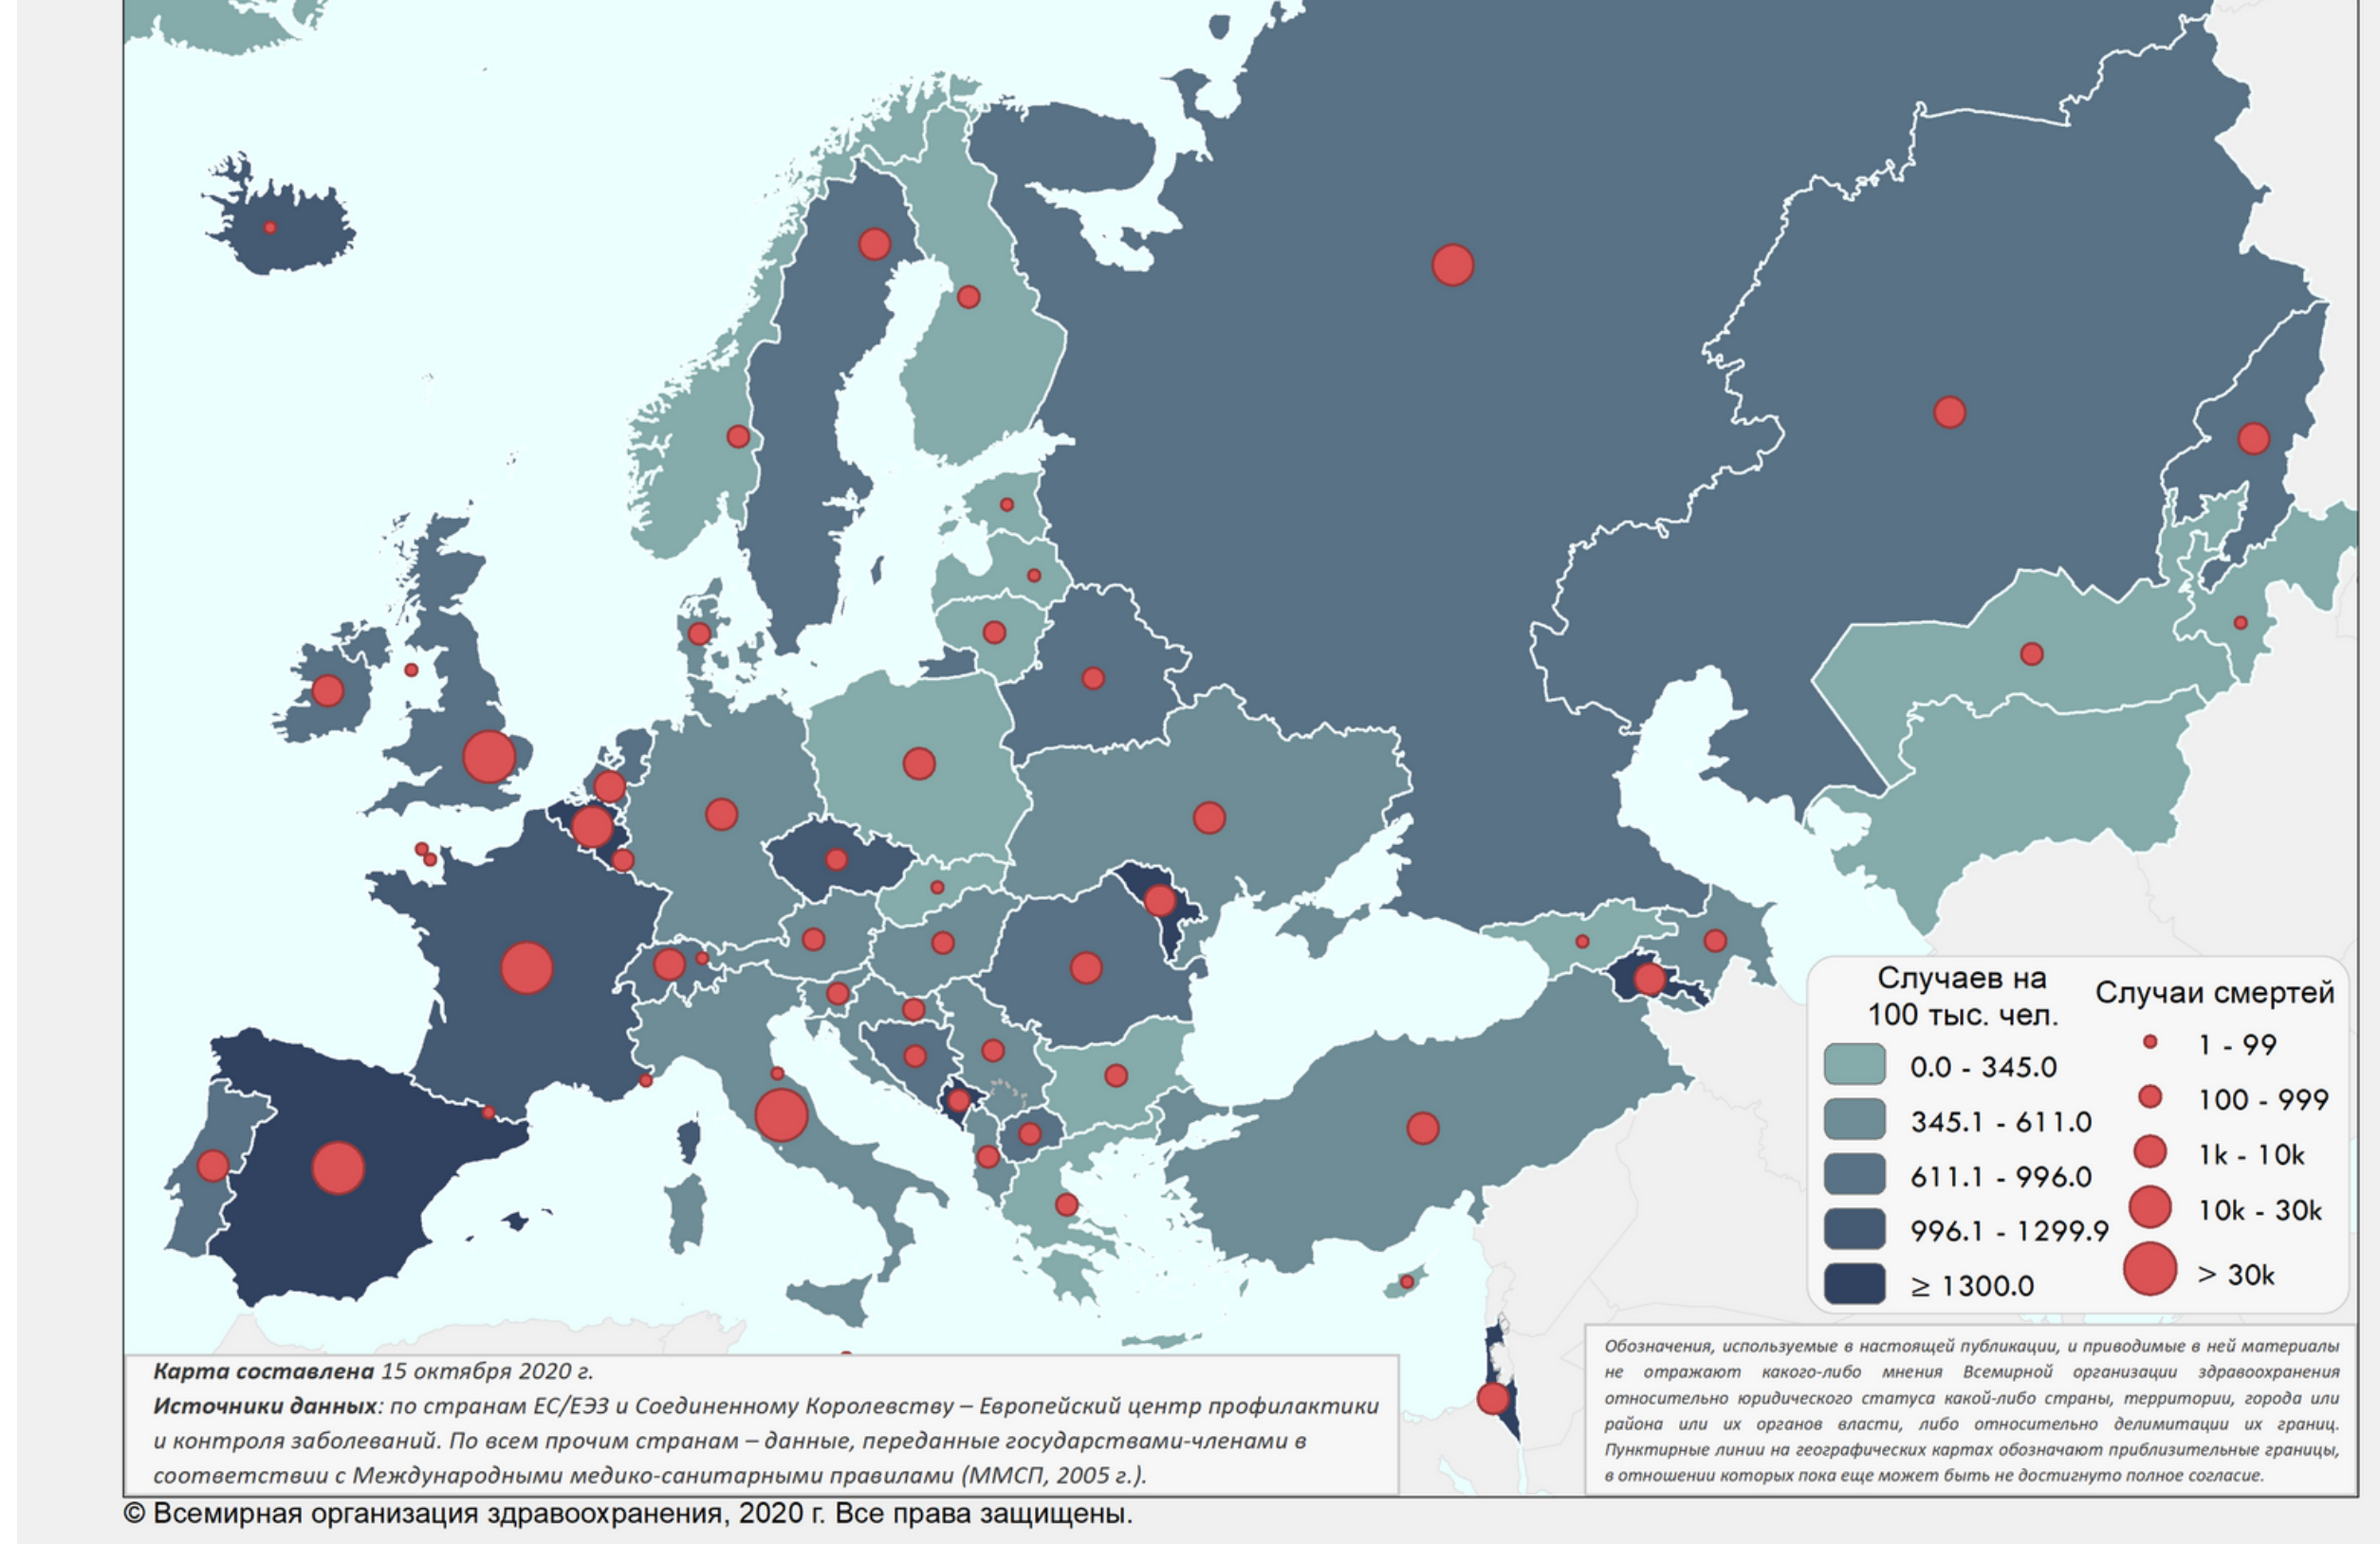 Случаев на
100 тыс. чел.
0.0 - 345.0
345.1 - 611.0
611.1 - 996.0
996.1 - 1299.9
≥ 1300.0
Случаи смертей
1 - 99
100 - 999
1k - 10k
10k - 30k
> 30k
Карта составлена 15 октября 2020 г.
Источники данных: по странам ЕС/ЕЭЗ и Соединенному Королевству – Европейский центр профилактики
и контроля заболеваний. По всем прочим странам – данные, переданные государствами-членами в
соответствии с Международными медико-санитарными правилами (ММСП, 2005 г.).
Обозначения, используемые в настоящей публикации, и приводимые в ней материалы
не отражают какого-либо мнения Всемирной организации здравоохранения
относительно юридического статуса какой-либо страны, территории, города или
района или их органов власти, либо относительно делимитации их границ.
Пунктирные линии на географических картах обозначают приблизительные границы,
в отношении которых пока еще может быть не достигнуто полное согласие.
© Всемирная организация здравоохранения, 2020 г. Все права защищены.